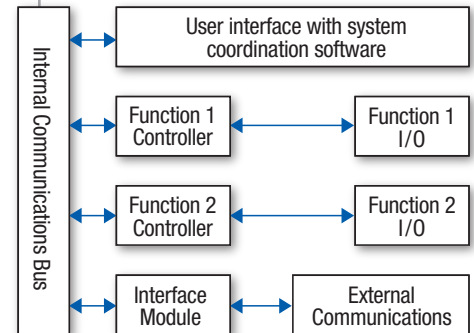 Internal Communications Bus
User interface with system
coordination software
Function 1
Controller
Function 1
I/O
Function 2
Controller
Function 2
I/O
Interface
Module
External
Communications